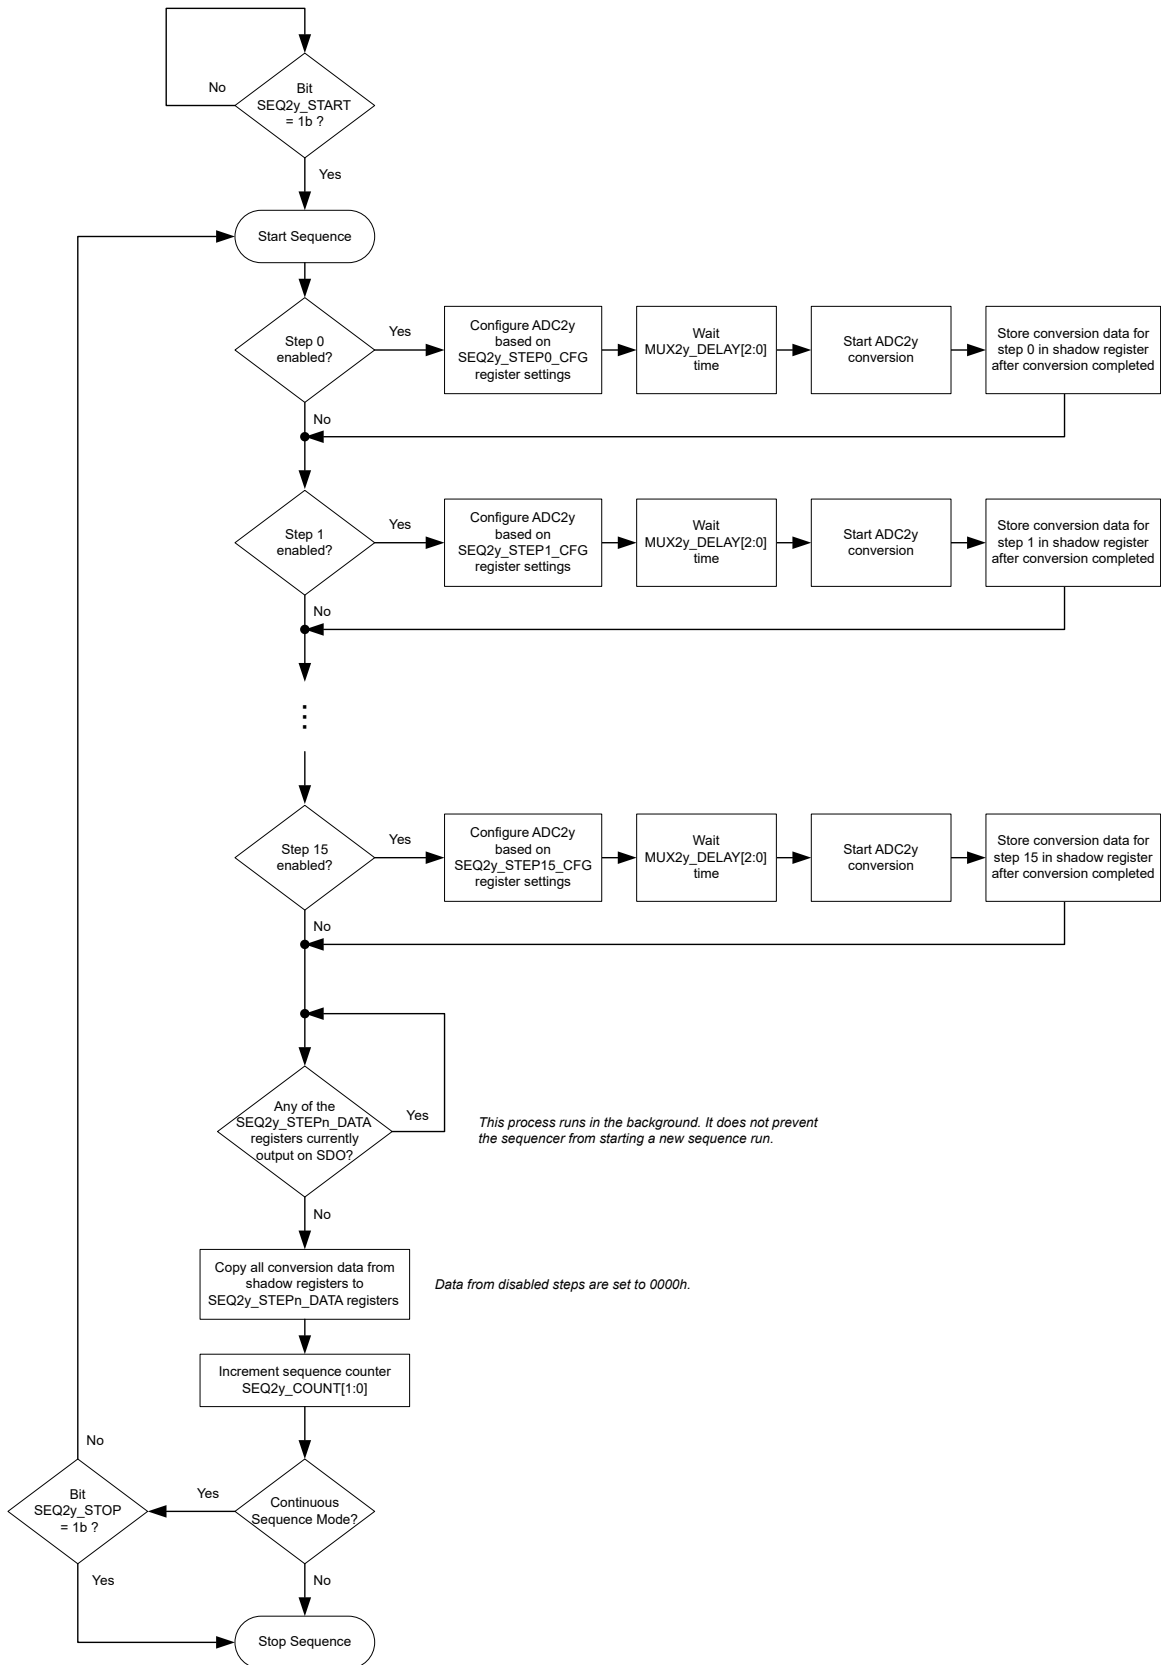 No
Bit
SEQ2y_START
= 1b ?
Yes
Start Sequence
Step 0
enabled?
Yes
Configure ADC2y
based on
SEQ2y_STEP0_CFG
register settings
Wait
MUX2y_DELAY[2:0]
time
Start ADC2y
conversion
Store conversion data for
step 0 in shadow register
after conversion completed
No
Step 1
enabled?
Yes
Configure ADC2y
based on
SEQ2y_STEP1_CFG
register settings
Wait
MUX2y_DELAY[2:0]
time
Start ADC2y
conversion
Store conversion data for
step 1 in shadow register
after conversion completed
No
⋮
Step 15
enabled?
Yes
Configure ADC2y
based on
SEQ2y_STEP15_CFG
register settings
Wait
MUX2y_DELAY[2:0]
time
Start ADC2y
conversion
Store conversion data for
step 15 in shadow register
after conversion completed
No
Any of the
SEQ2y_STEPn_DATA
registers currently
output on SDO?
Yes
This process runs in the background. It does not prevent
the sequencer from starting a new sequence run.
No
Copy all conversion data from
shadow registers to
SEQ2y_STEPn_DATA registers
Data from disabled steps are set to 0000h.
Increment sequence counter
SEQ2y_COUNT[1:0]
No
Bit
SEQ2y_STOP
= 1b ?
Yes
Continuous
Sequence Mode?
Yes
No
Stop Sequence